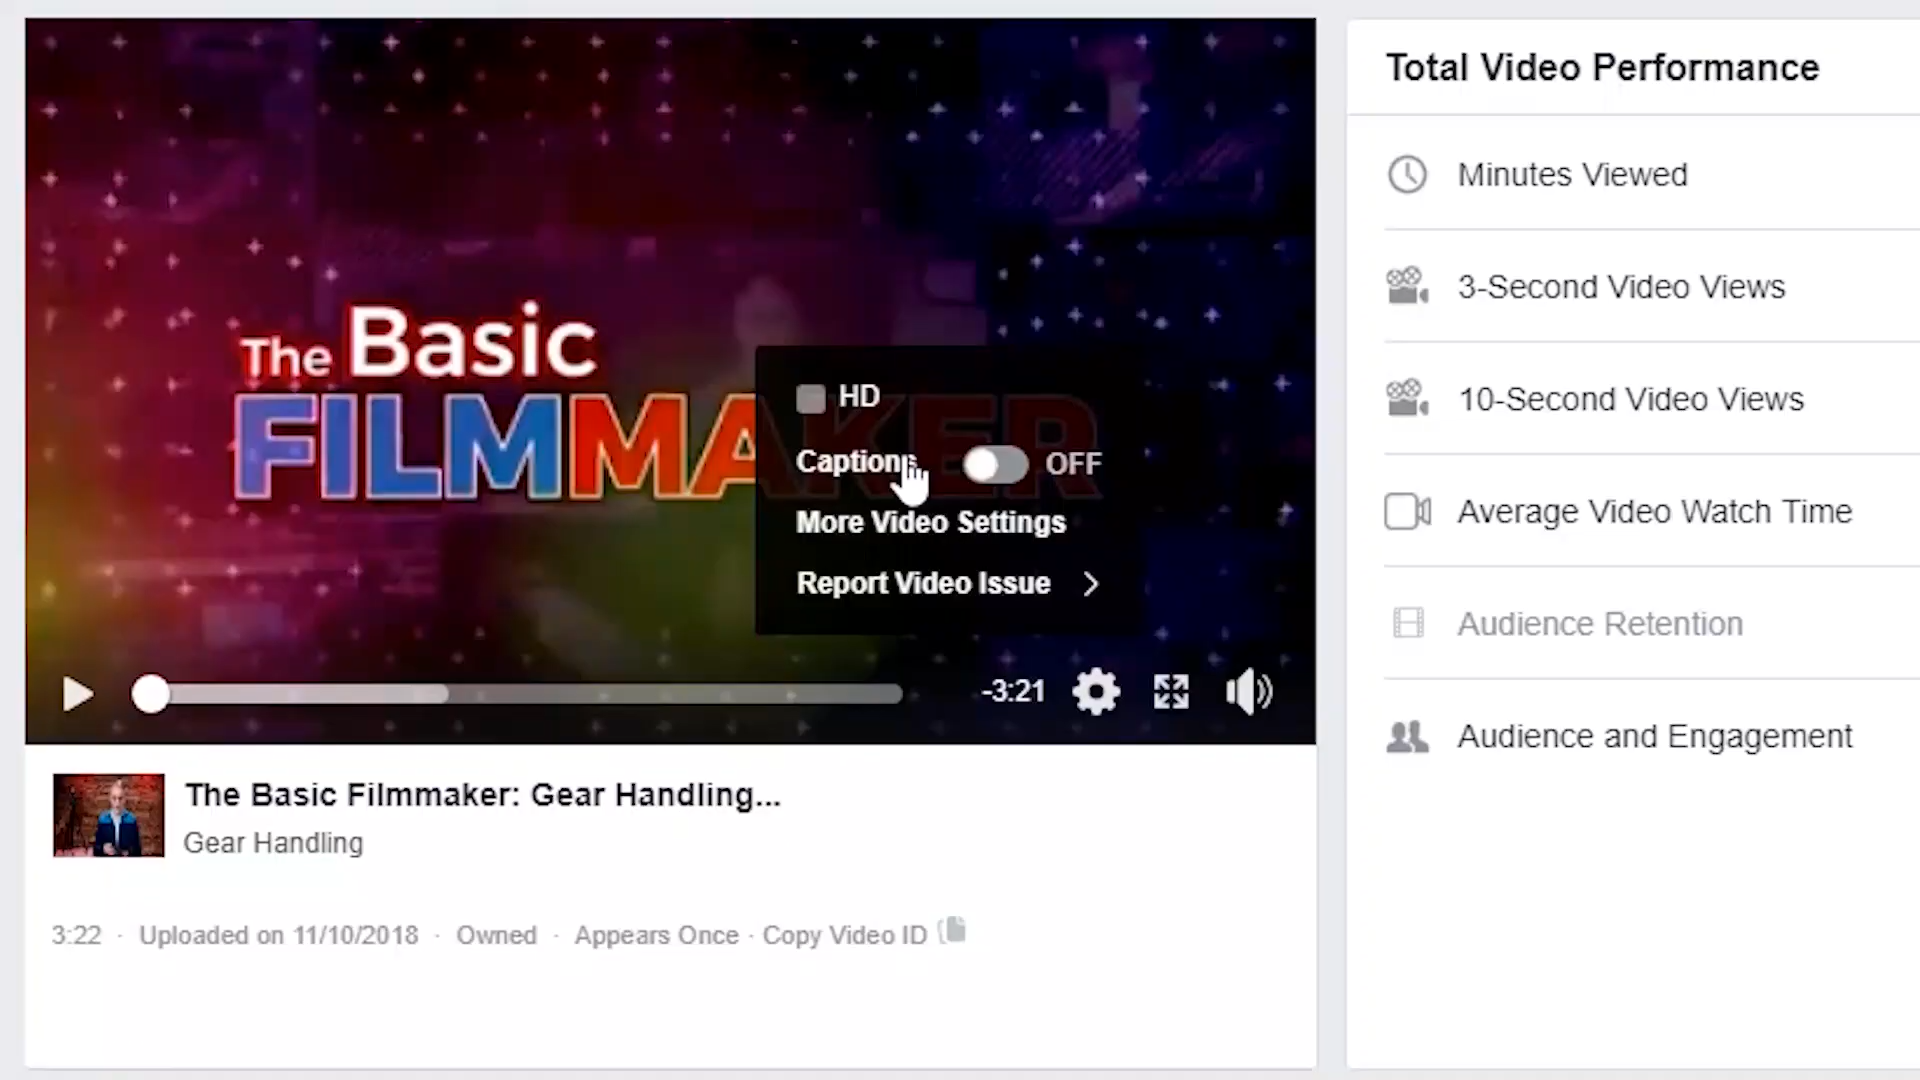 The Basic
FILMMAKER
HD
Captions OFF
More Video Settings
Report Video Issue
-3:21
The Basic Filmmaker: Gear Handling...
Gear Handling
3:22 · Uploaded on 11/10/2018 · Owned · Appears Once · Copy Video ID
Total Video Performance
Minutes Viewed
3-Second Video Views
10-Second Video Views
Average Video Watch Time
Audience Retention
Audience and Engagement